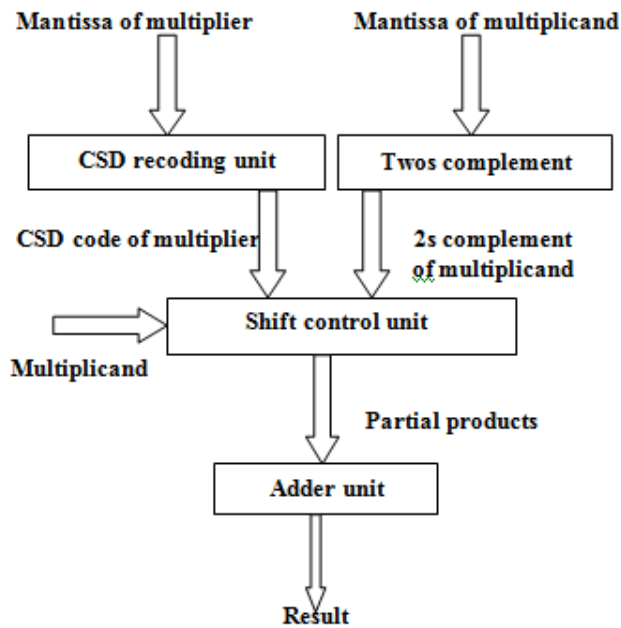 Mantissa of multiplier
Mantissa of multiplicand
CSD recoding unit
Twos complement
CSD code of multiplier
2s complement
of multiplicand
Shift control unit
Multiplicand
Partial products
Adder unit
Result